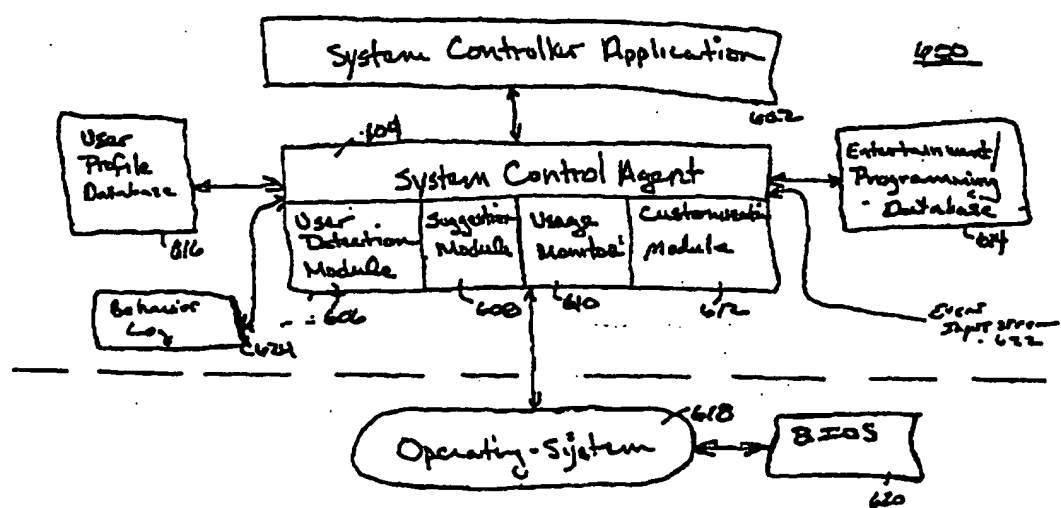 System Controller Application
600
602
604
User
Profile
Database
616
System Control Agent
Entertainment/
Programming
Database
614
User
Detection
Module
606
Suggestion
Module
608
Usage
Monitor
610
Customization
Module
612
Behavior
Log
624
Event
Input Stream
622
Operating System
618
BIOS
620